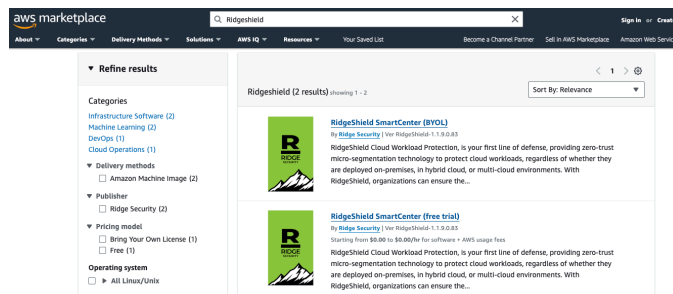 aws marketplace
Ridgeshield
Sign in or Creat
About
Categories
Delivery Methods
Solutions
AWS IQ
Resources
Your Saved List
Become a Channel Partner
Sell in AWS Marketplace
Amazon Web Servic
Refine results
Categories
Infrastructure Software (2)
Machine Learning (2)
DevOps (1)
Cloud Operations (1)
Delivery methods
Amazon Machine Image (2)
Publisher
Ridge Security (2)
Pricing model
Bring Your Own License (1)
Free (1)
Operating system
All Linux/Unix
1
Ridgeshield (2 results) showing 1 - 2
Sort By: Relevance
R
RIDGE
SECURITY
RidgeShield SmartCenter (BYOL)
By Ridge Security | Ver RidgeShield-1.1.9.0.83
RidgeShield Cloud Workload Protection, is your first line of defense, providing zero-trust
micro-segmentation technology to protect cloud workloads, regardless of whether they
are deployed on-premises, in hybrid cloud, or multi-cloud environments. With
RidgeShield, organizations can ensure the...
R
RIDGE
SECURITY
RidgeShield SmartCenter (free trial)
By Ridge Security | Ver RidgeShield-1.1.9.0.83
Starting from $0.00 to $0.00/hr for software + AWS usage fees
RidgeShield Cloud Workload Protection, is your first line of defense, providing zero-trust
micro-segmentation technology to protect cloud workloads, regardless of whether they
are deployed on-premises, in hybrid cloud, or multi-cloud environments. With
RidgeShield, organizations can ensure the...